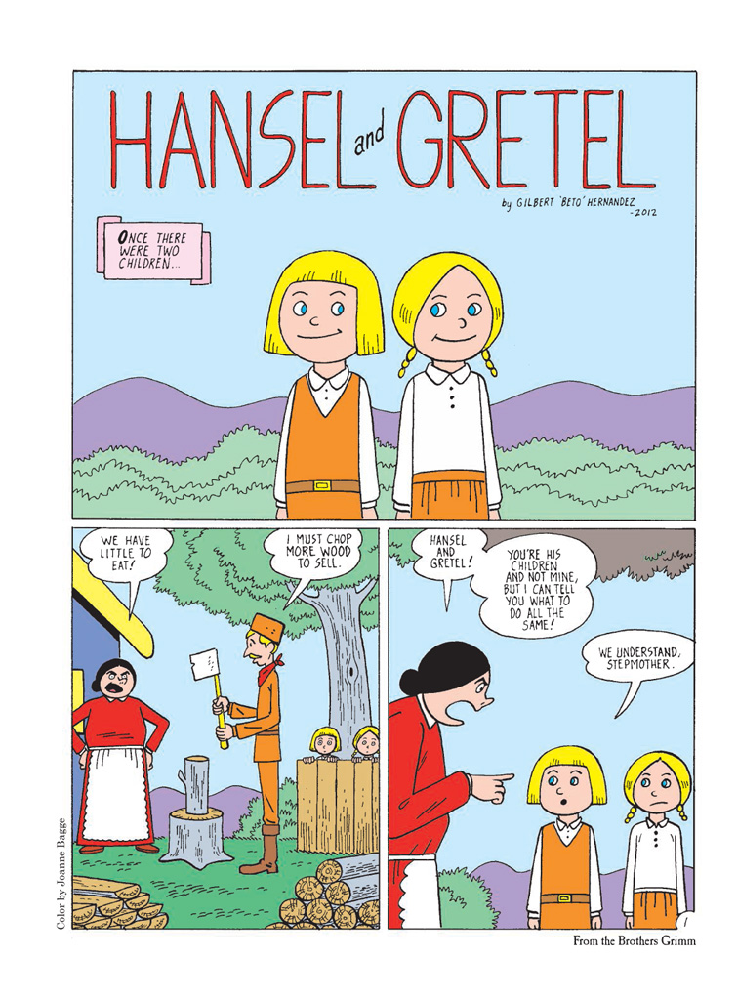 HANSEL and GRETEL
by GILBERT 'BETO' HERNANDEZ
-2012
ONCE THERE
WERE TWO
CHILDREN...
WE HAVE
LITTLE TO
EAT!
I MUST CHOP
MORE WOOD
TO SELL.
HANSEL
AND
GRETEL!
YOU'RE HIS
CHILDREN
AND NOT MINE,
BUT I CAN TELL
YOU WHAT TO
DO ALL THE
SAME!
WE UNDERSTAND,
STEPMOTHER.
1
Color by Joanne Bagge
From the Brothers Grimm